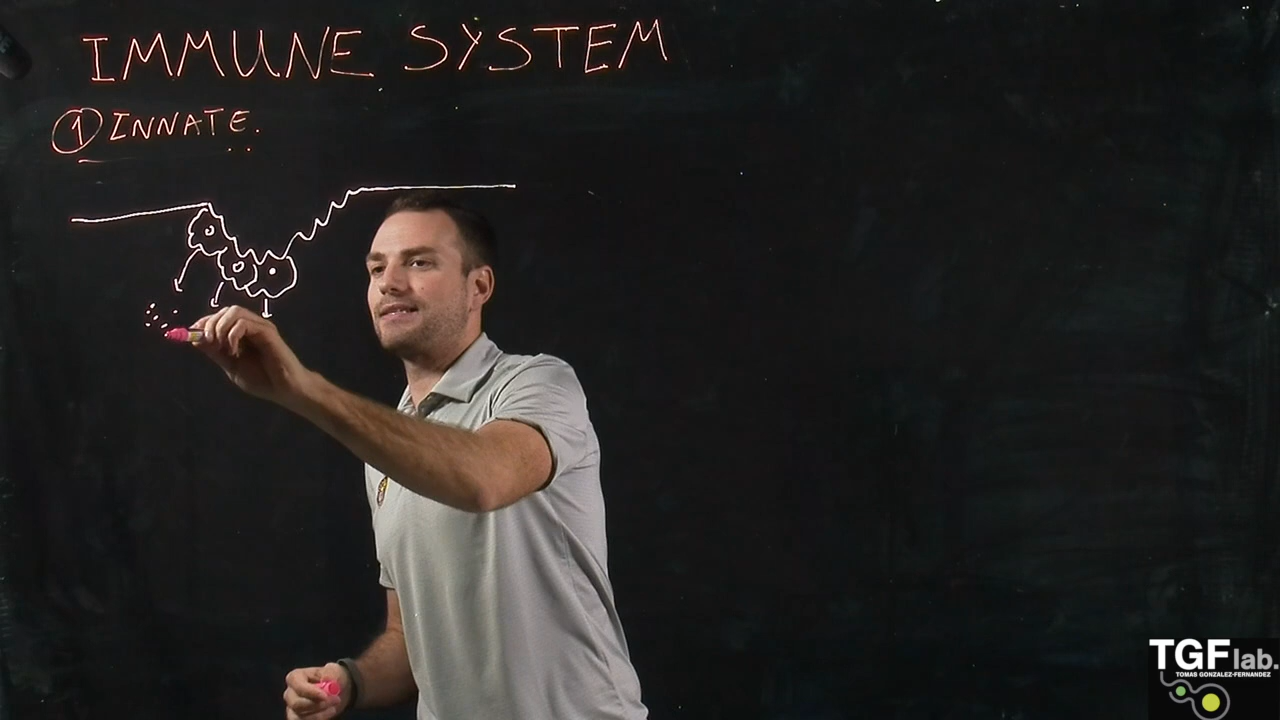 IMMUNE SYSTEM
① INNATE.
TGF lab.
TOMAS GONZALEZ-FERNANDEZ